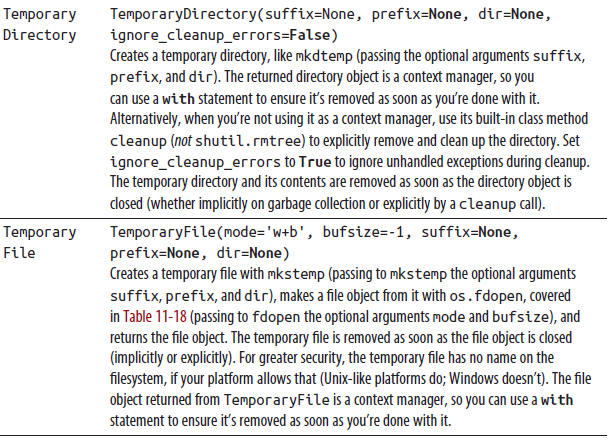 Temporary TemporaryDirectory(suffix=None, prefix=None, dir=None,
Directory ignore_cleanup_errors=False)
Creates a temporary directory, like mkdtemp (passing the optional arguments suffix,
prefix, and dir). The returned directory object is a context manager, so you
can use a with statement to ensure it's removed as soon as you're done with it.
Alternatively, when you're not using it as a context manager, use its built-in class method
cleanup (not shutil.rmtree) to explicitly remove and clean up the directory. Set
ignore_cleanup_errors to True to ignore unhandled exceptions during cleanup.
The temporary directory and its contents are removed as soon as the directory object is
closed (whether implicitly on garbage collection or explicitly by a cleanup call).
Temporary TemporaryFile(mode='w+b', bufsize=-1, suffix=None,
File prefix=None, dir=None)
Creates a temporary file with mkstemp (passing to mkstemp the optional arguments
suffix, prefix, and dir), makes a file object from it with os.fdopen, covered
in Table 11-18 (passing to fdopen the optional arguments mode and bufsize), and
returns the file object. The temporary file is removed as soon as the file object is closed
(implicitly or explicitly). For greater security, the temporary file has no name on the
filesystem, if your platform allows that (Unix-like platforms do; Windows doesn't). The file
object returned from TemporaryFile is a context manager, so you can use a with
statement to ensure it's removed as soon as you're done with it.